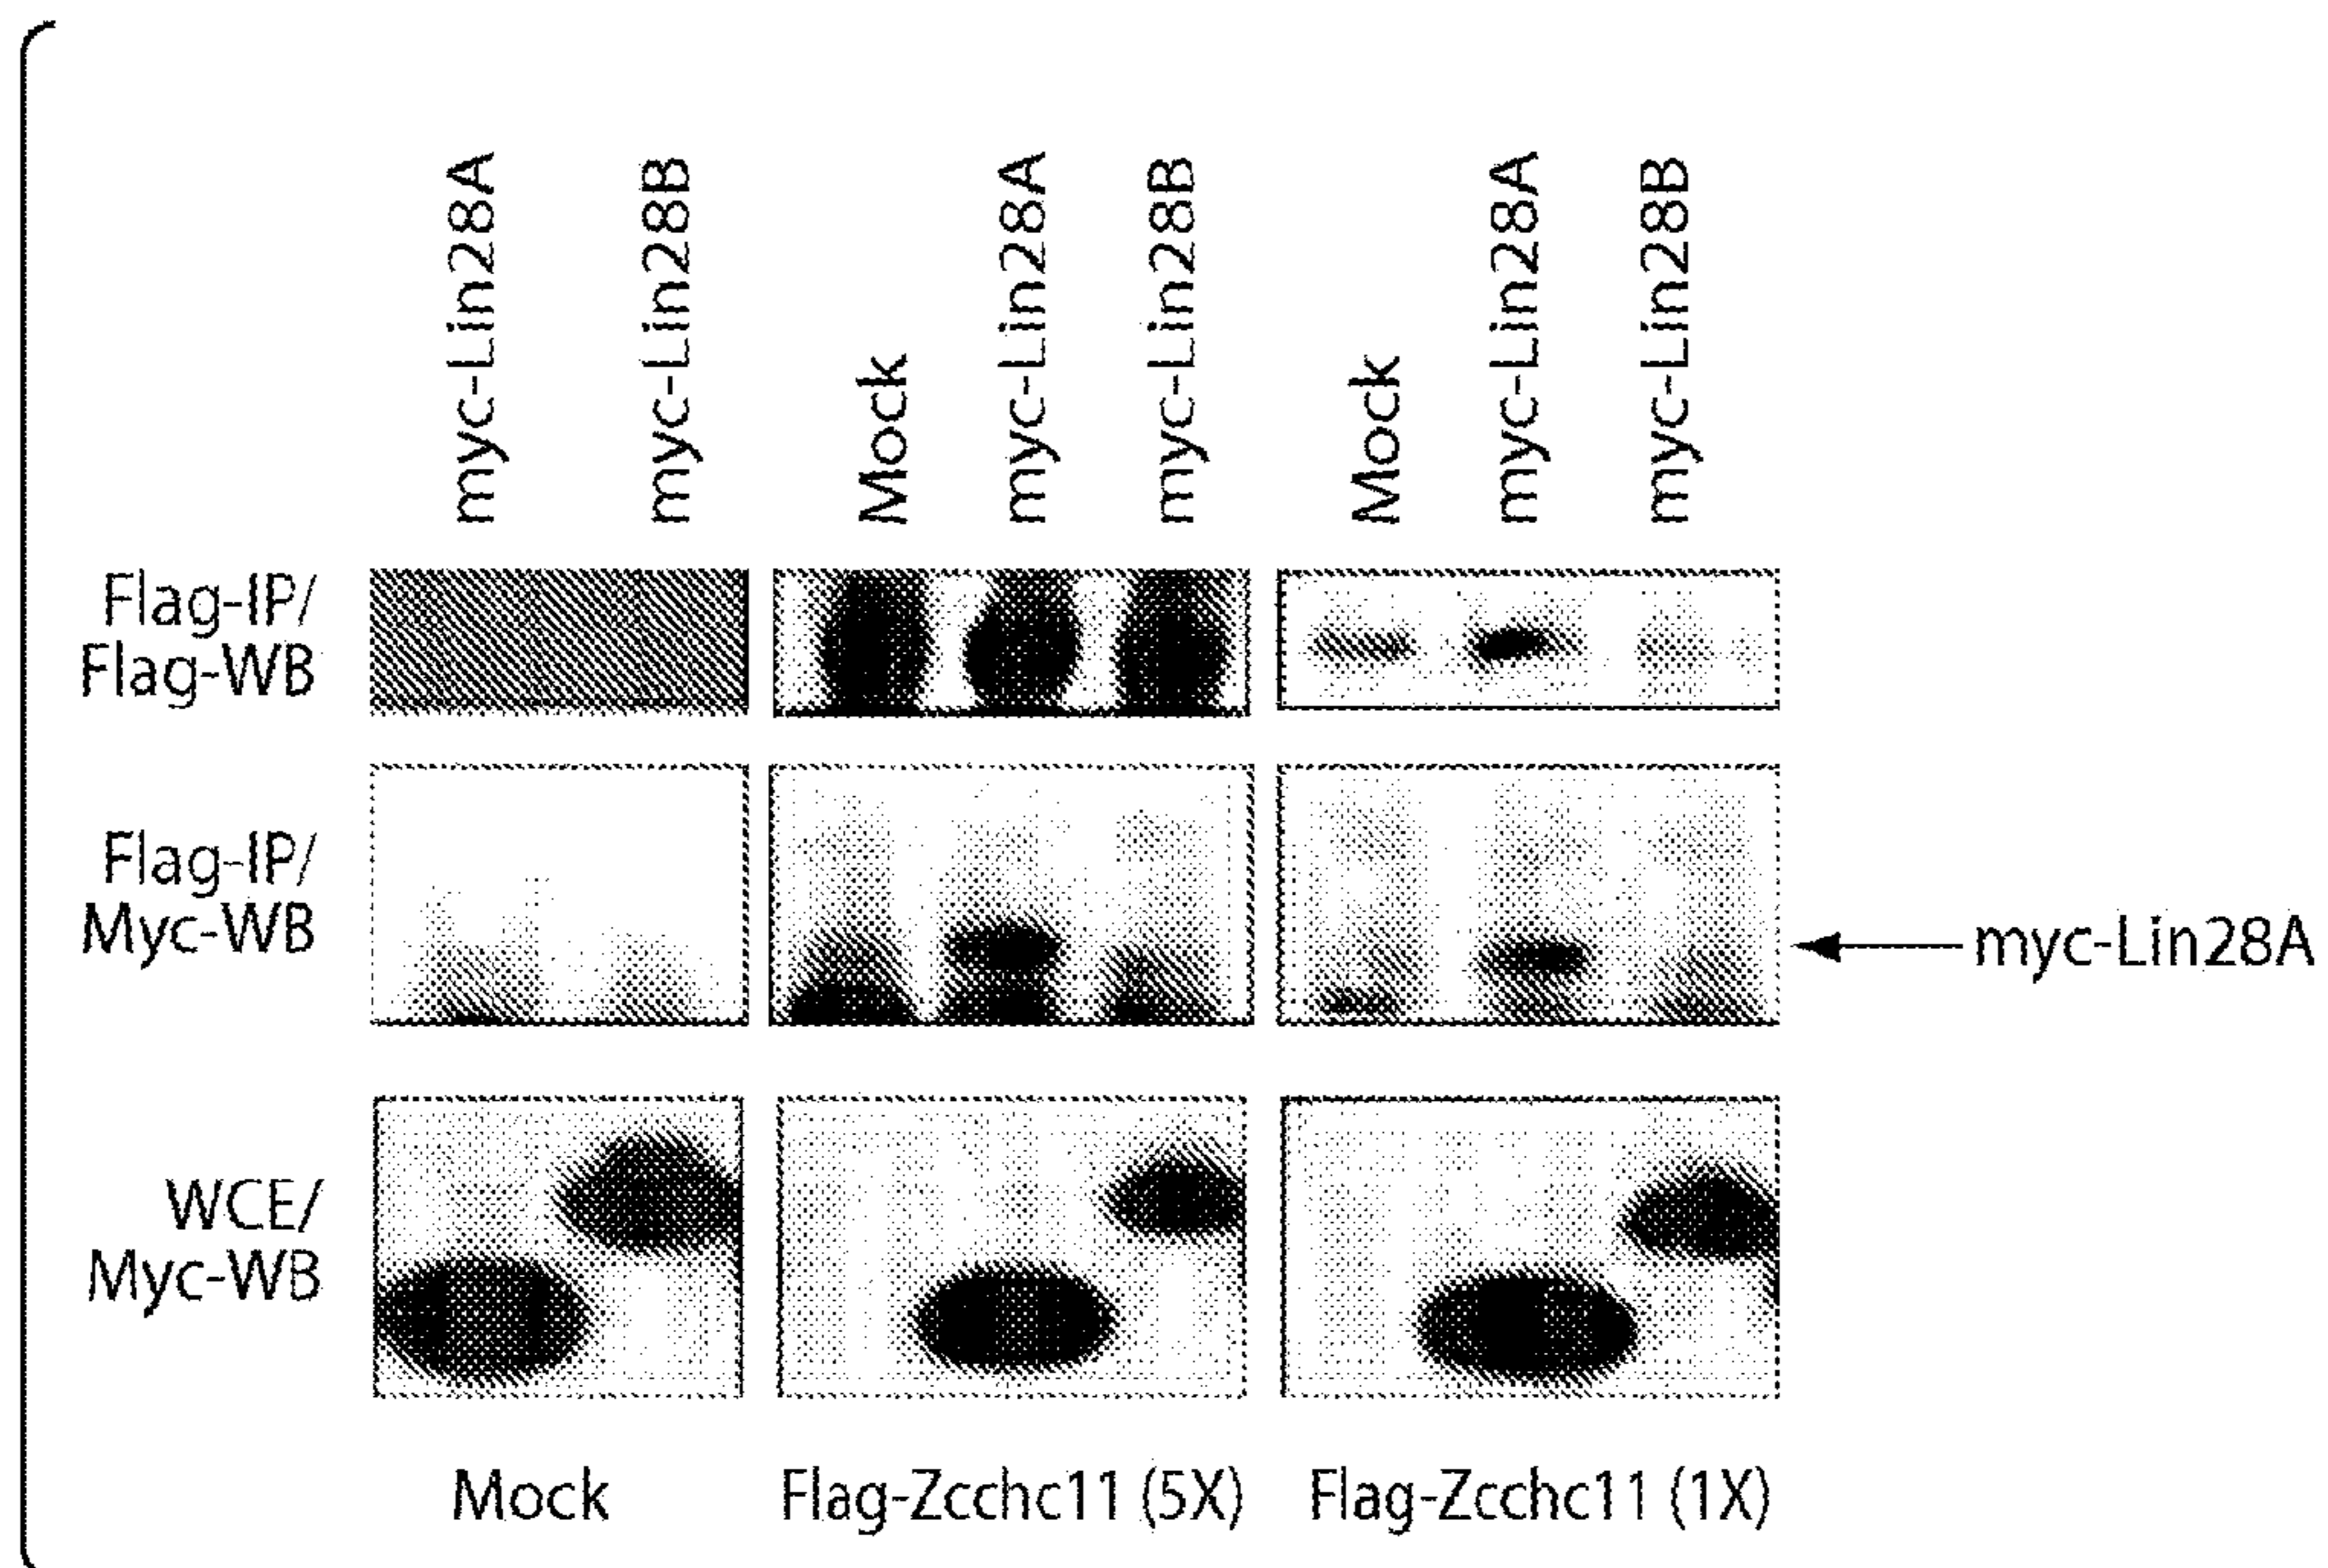 myc-Lin28A
myc-Lin28B
Mock
myc-Lin28A
myc-Lin28B
Mock
myc-Lin28A
myc-Lin28B
Flag-IP/
Flag-WB
Flag-IP/
Myc-WB
myc-Lin28A
WCE/
Myc-WB
Mock
Flag-Zcchc11 (5X)
Flag-Zcchc11 (1X)